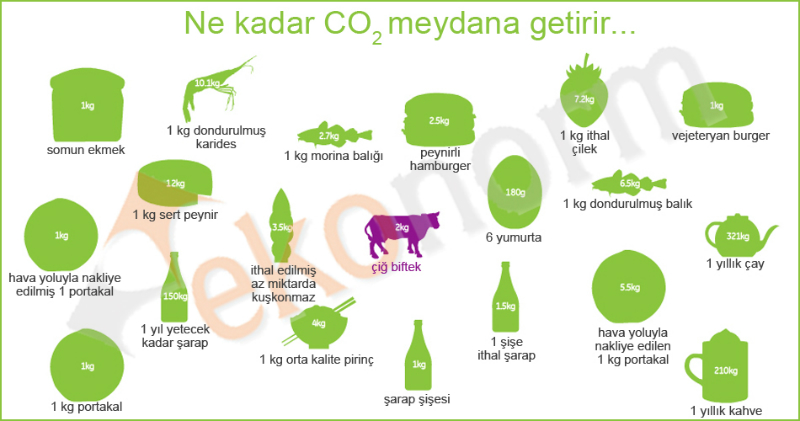 Ne kadar CO2 meydana getirir...
1kg
somun ekmek
10.1kg
1 kg dondurulmuş
karides
2.7kg
1 kg morina balığı
2.5kg
peynirli
hamburger
7.2kg
1 kg ithal
çilek
1kg
vejeteryan burger
12kg
1 kg sert peynir
1kg
hava yoluyla nakliye
edilmiş 1 portakal
3.5kg
ithal edilmiş
az miktarda
kuşkonmaz
2kg
çiğ biftek
180g
6 yumurta
6.5kg
1 kg dondurulmuş balık
321kg
1 yıllık çay
150kg
1 yıl yetecek
kadar şarap
4kg
1 kg orta kalite pirinç
1.5kg
1 şişe
ithal şarap
5.5kg
hava yoluyla
nakliye edilen
1 kg portakal
1kg
1 kg portakal
1kg
şarap şişesi
210kg
1 yıllık kahve
ekonorm